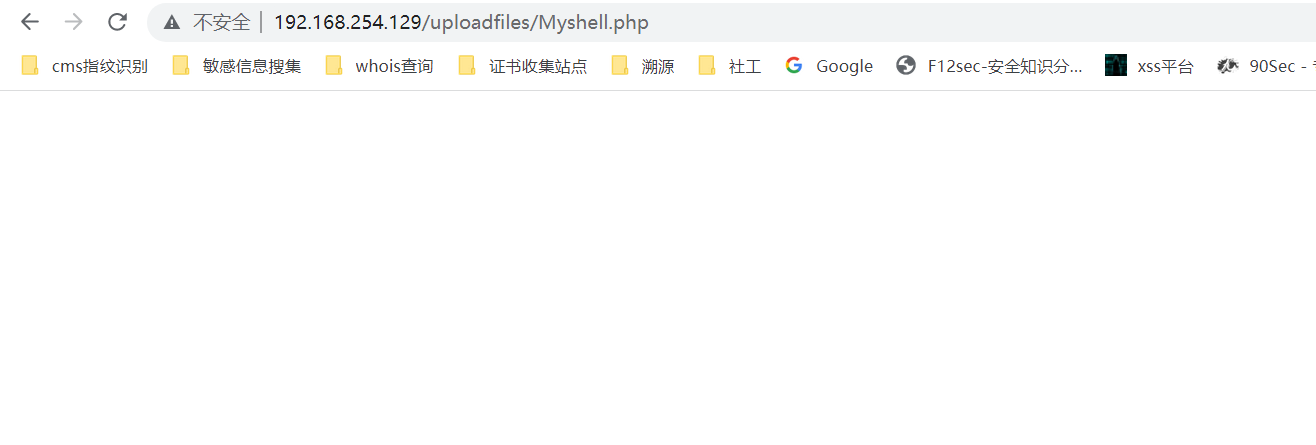 不安全 | 192.168.254.129/uploadfiles/Myshell.php
cms指纹识别 敏感信息搜集 whois查询 证书收集站点 溯源 社工 Google F12sec-安全知识分... xss平台 90Sec -